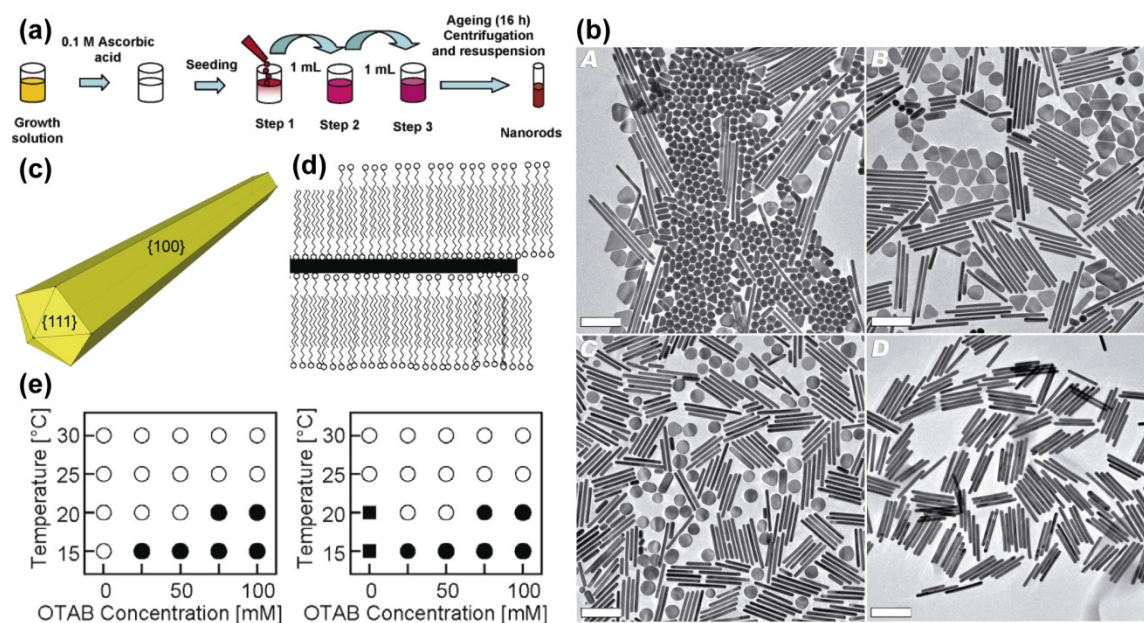 (a)
0.1 M Ascorbic
acid
Seeding
1 mL
1 mL
Ageing (16 h)
Centrifugation
and resuspension
Growth
solution
Step 1
Step 2
Step 3
Nanorods
(b)
A
B
C
D
(c)
{100}
{111}
(d)
(e)
Temperature [°C]
30
25
20
15
0
50
100
OTAB Concentration [mM]
Temperature [°C]
30
25
20
15
0
50
100
OTAB Concentration [mM]